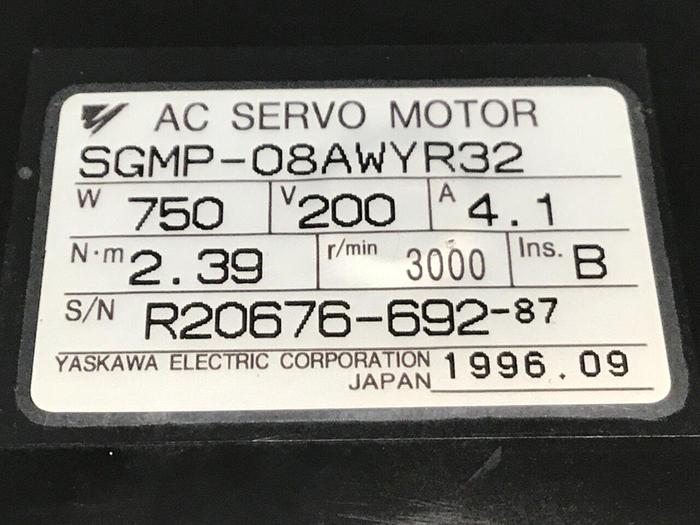 AC SERVO MOTOR
SGMP-08AWYR32
W 750 V 200 A 4.1
N·m 2.39 r/min 3000 Ins. B
S/N R20676-692-87
YASKAWA ELECTRIC CORPORATION
JAPAN 1996.09